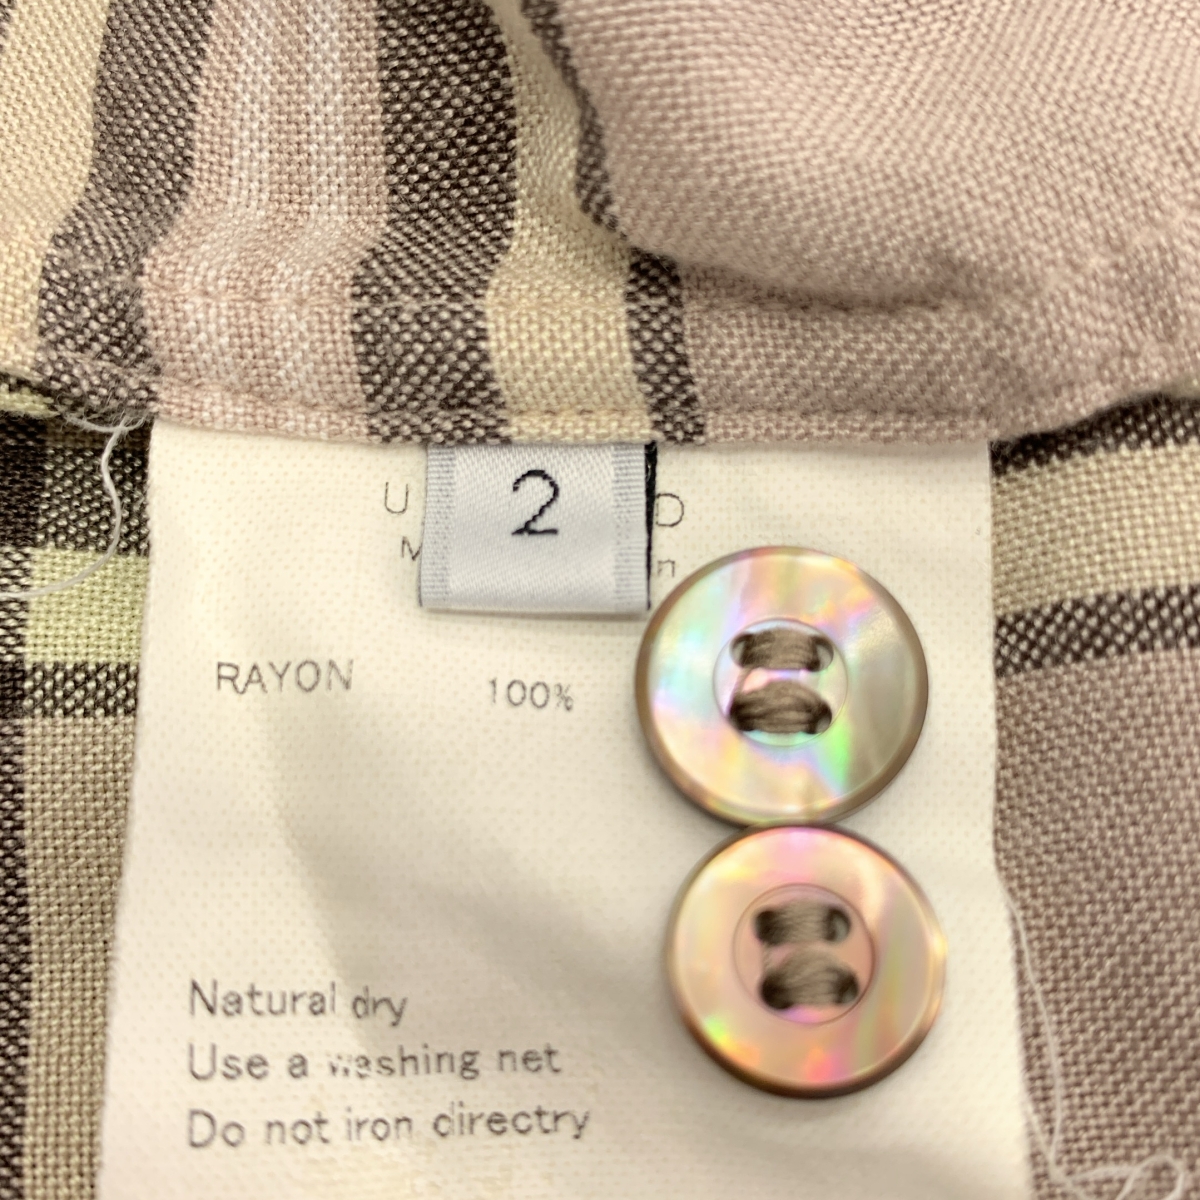 2
RAYON 100%
Natural dry
Use a washing net
Do not iron directry